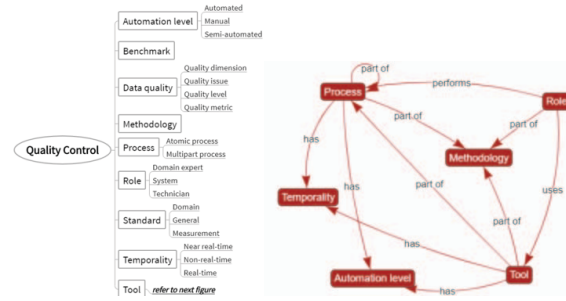 Quality Control
Automation level
Automated
Manual
Semi-automated
Benchmark
Data quality
Quality dimension
Quality issue
Quality level
Quality metric
Methodology
Process
Atomic process
Multipart process
Role
Domain expert
System
Technician
Standard
Domain
General
Measurement
Temporality
Near real-time
Non-real-time
Real-time
Tool
refer to next figure
part of
Process
performs
Role
part of
part of
has
Methodology
has
part of
uses
Temporality
part of
has
Automation level
has
Tool